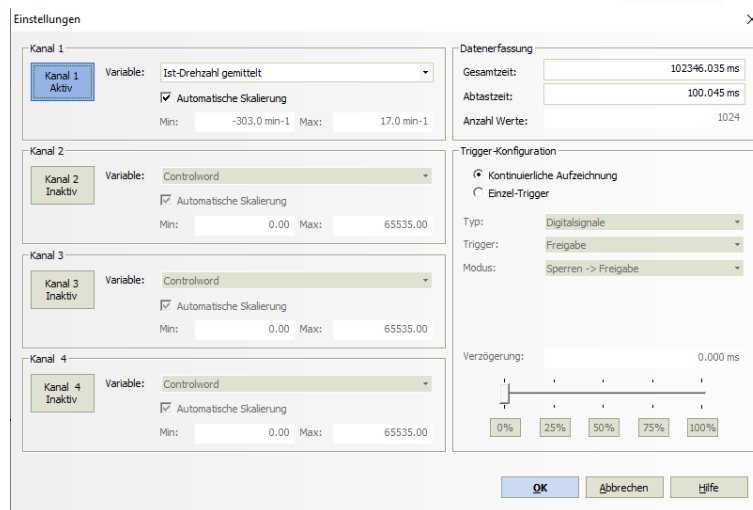 Einstellungen
Kanal 1
Kanal 1
Aktiv
Variable: Ist-Drehzahl gemittelt
Automatische Skalierung
Min: -303.0 min-1 Max: 17.0 min-1
Kanal 2
Kanal 2
Inaktiv
Variable: Controlword
Automatische Skalierung
Min: 0.00 Max: 65535.00
Kanal 3
Kanal 3
Inaktiv
Variable: Controlword
Automatische Skalierung
Min: 0.00 Max: 65535.00
Kanal 4
Kanal 4
Inaktiv
Variable: Controlword
Automatische Skalierung
Min: 0.00 Max: 65535.00
Datenerfassung
Gesamtzeit: 102346.035 ms
Abtastzeit: 100.045 ms
Anzahl Werte: 1024
Trigger-Konfiguration
Kontinuierliche Aufzeichnung
Einzel-Trigger
Typ: Digitalsignale
Trigger: Freigabe
Modus: Sperren -> Freigabe
Verzögerung: 0.000 ms
0% 25% 50% 75% 100%
OK Abbrechen Hilfe